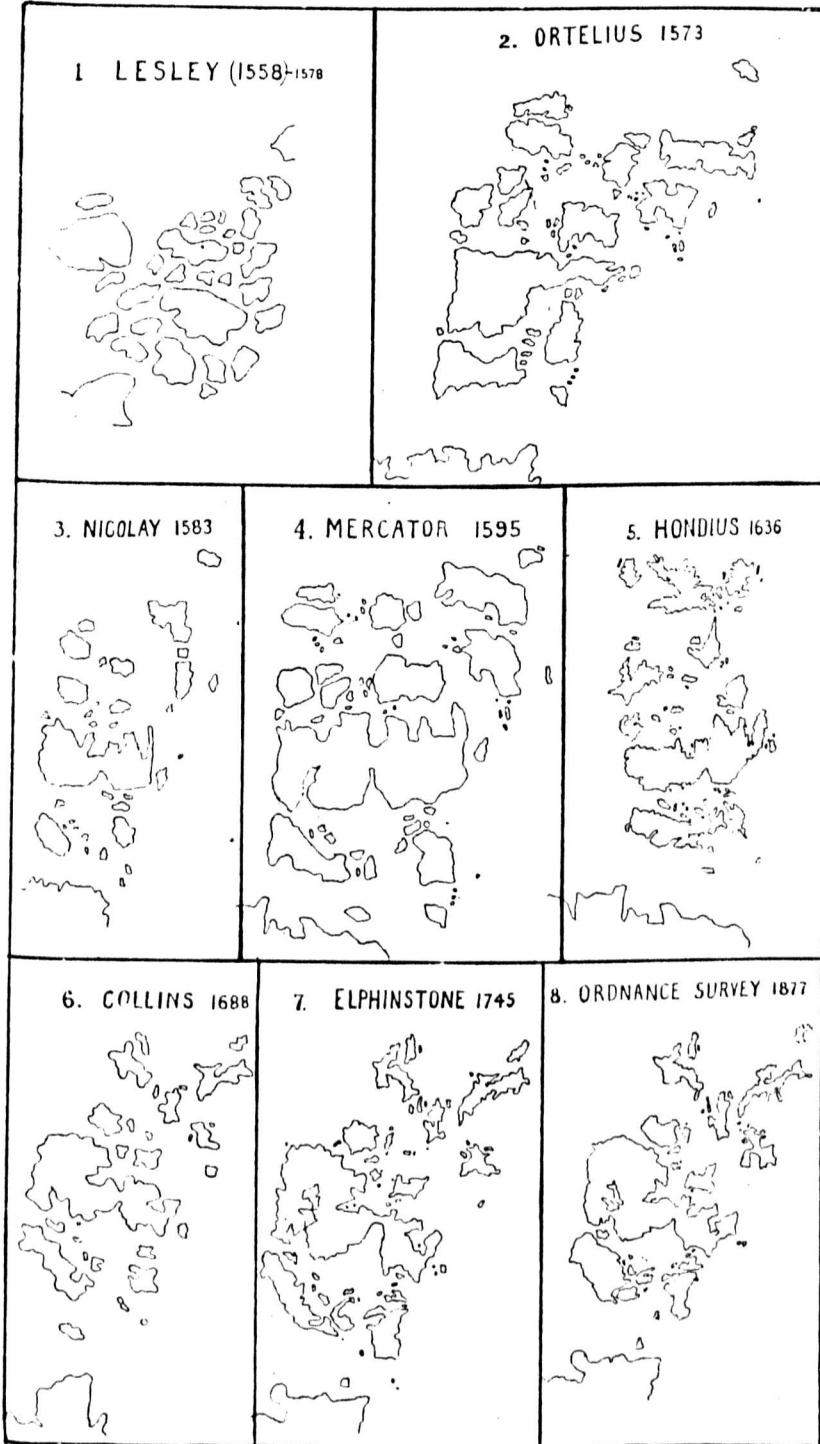 1 LESLEY (1558)-1578
2. ORTELIUS 1573
3. NICOLAY 1583
4. MERCATOR 1595
5. HONDIUS 1636
6. COLLINS 1688
7. ELPHINSTONE 1745
8. ORDNANCE SURVEY 1877